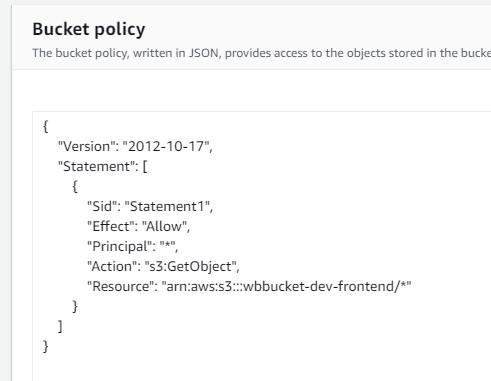 Bucket policy
The bucket policy, written in JSON, provides access to the objects stored in the bucke
{
"Version": "2012-10-17",
"Statement": [
{
"Sid": "Statement1",
"Effect": "Allow",
"Principal": "*",
"Action": "s3:GetObject",
"Resource": "arn:aws:s3:::wbbucket-dev-frontend/*"
}
]
}